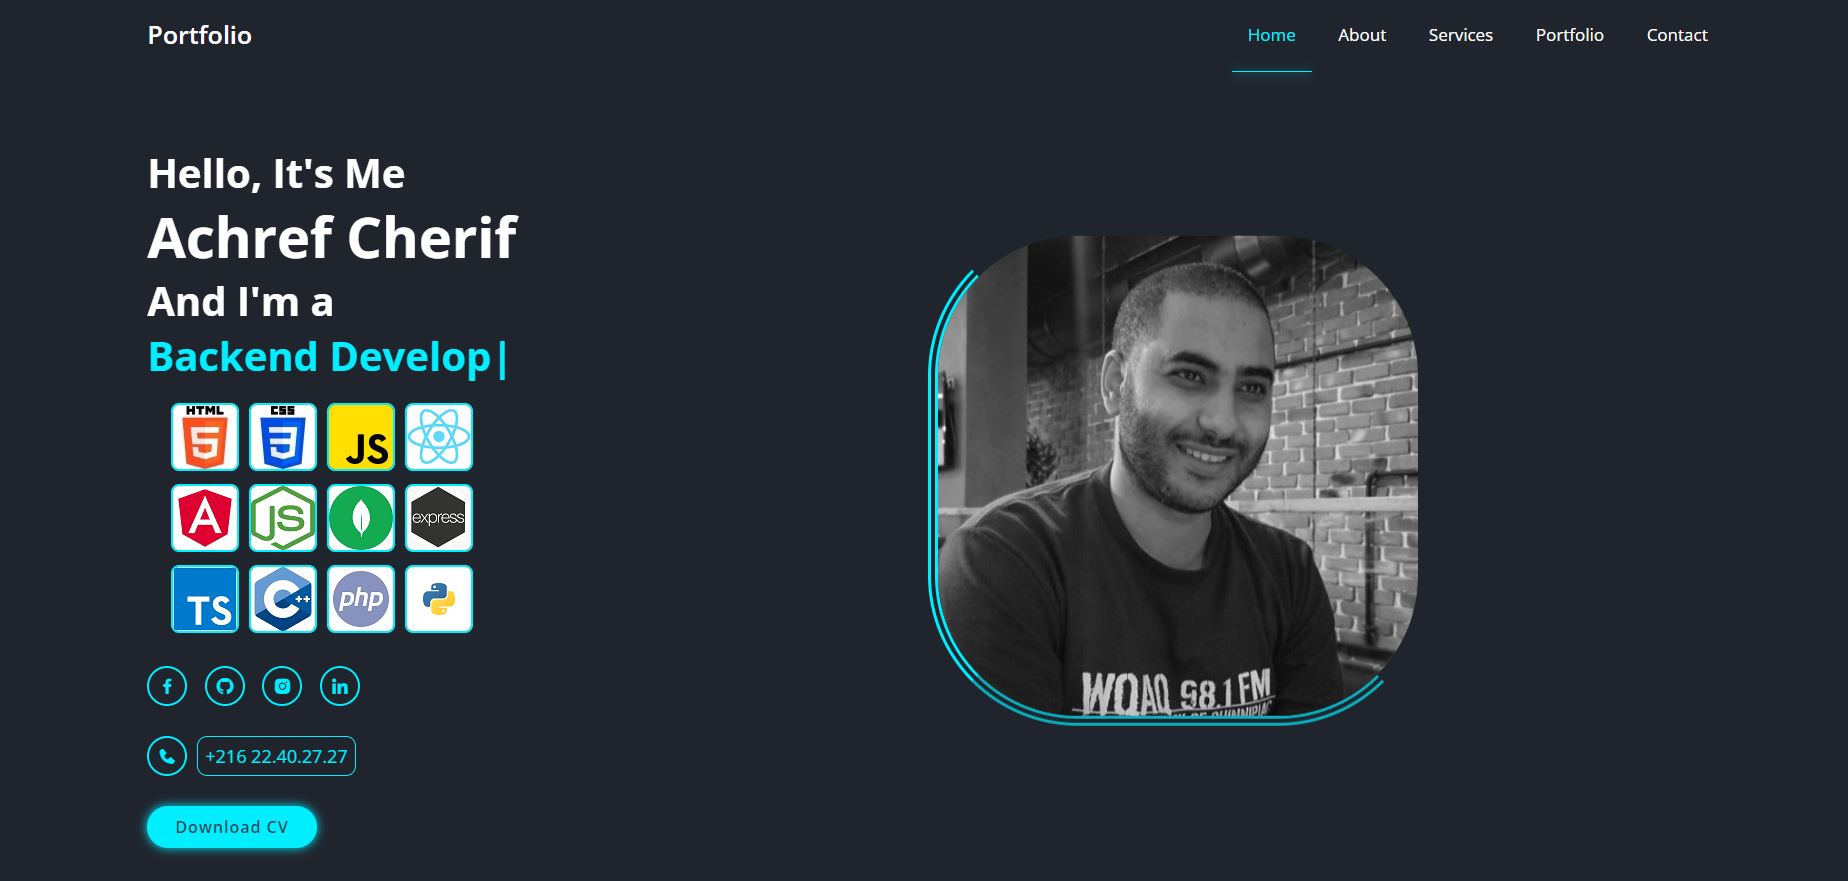 Portfolio
Home About Services Portfolio Contact
Hello, It's Me
Achref Cherif
And I'm a
Backend Develop|
HTML 5 CSS 3 JS
A JS express
TS C++ php
f in
+216 22.40.27.27
Download CV
WQAQ 98.1 FM